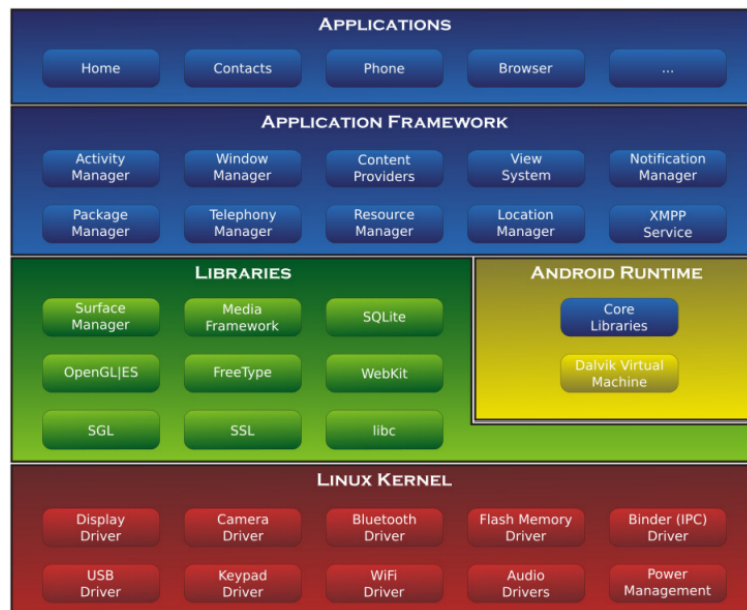 APPLICATIONS
Home
Contacts
Phone
Browser
...
APPLICATION FRAMEWORK
Activity
Manager
Window
Manager
Content
Providers
View
System
Notification
Manager
Package
Manager
Telephony
Manager
Resource
Manager
Location
Manager
XMPP
Service
LIBRARIES
Surface
Manager
Media
Framework
SQLite
OpenGL|ES
FreeType
WebKit
SGL
SSL
libc
ANDROID RUNTIME
Core
Libraries
Dalvik Virtual
Machine
LINUX KERNEL
Display
Driver
Camera
Driver
Bluetooth
Driver
Flash Memory
Driver
Binder (IPC)
Driver
USB
Driver
Keypad
Driver
WiFi
Driver
Audio
Drivers
Power
Management